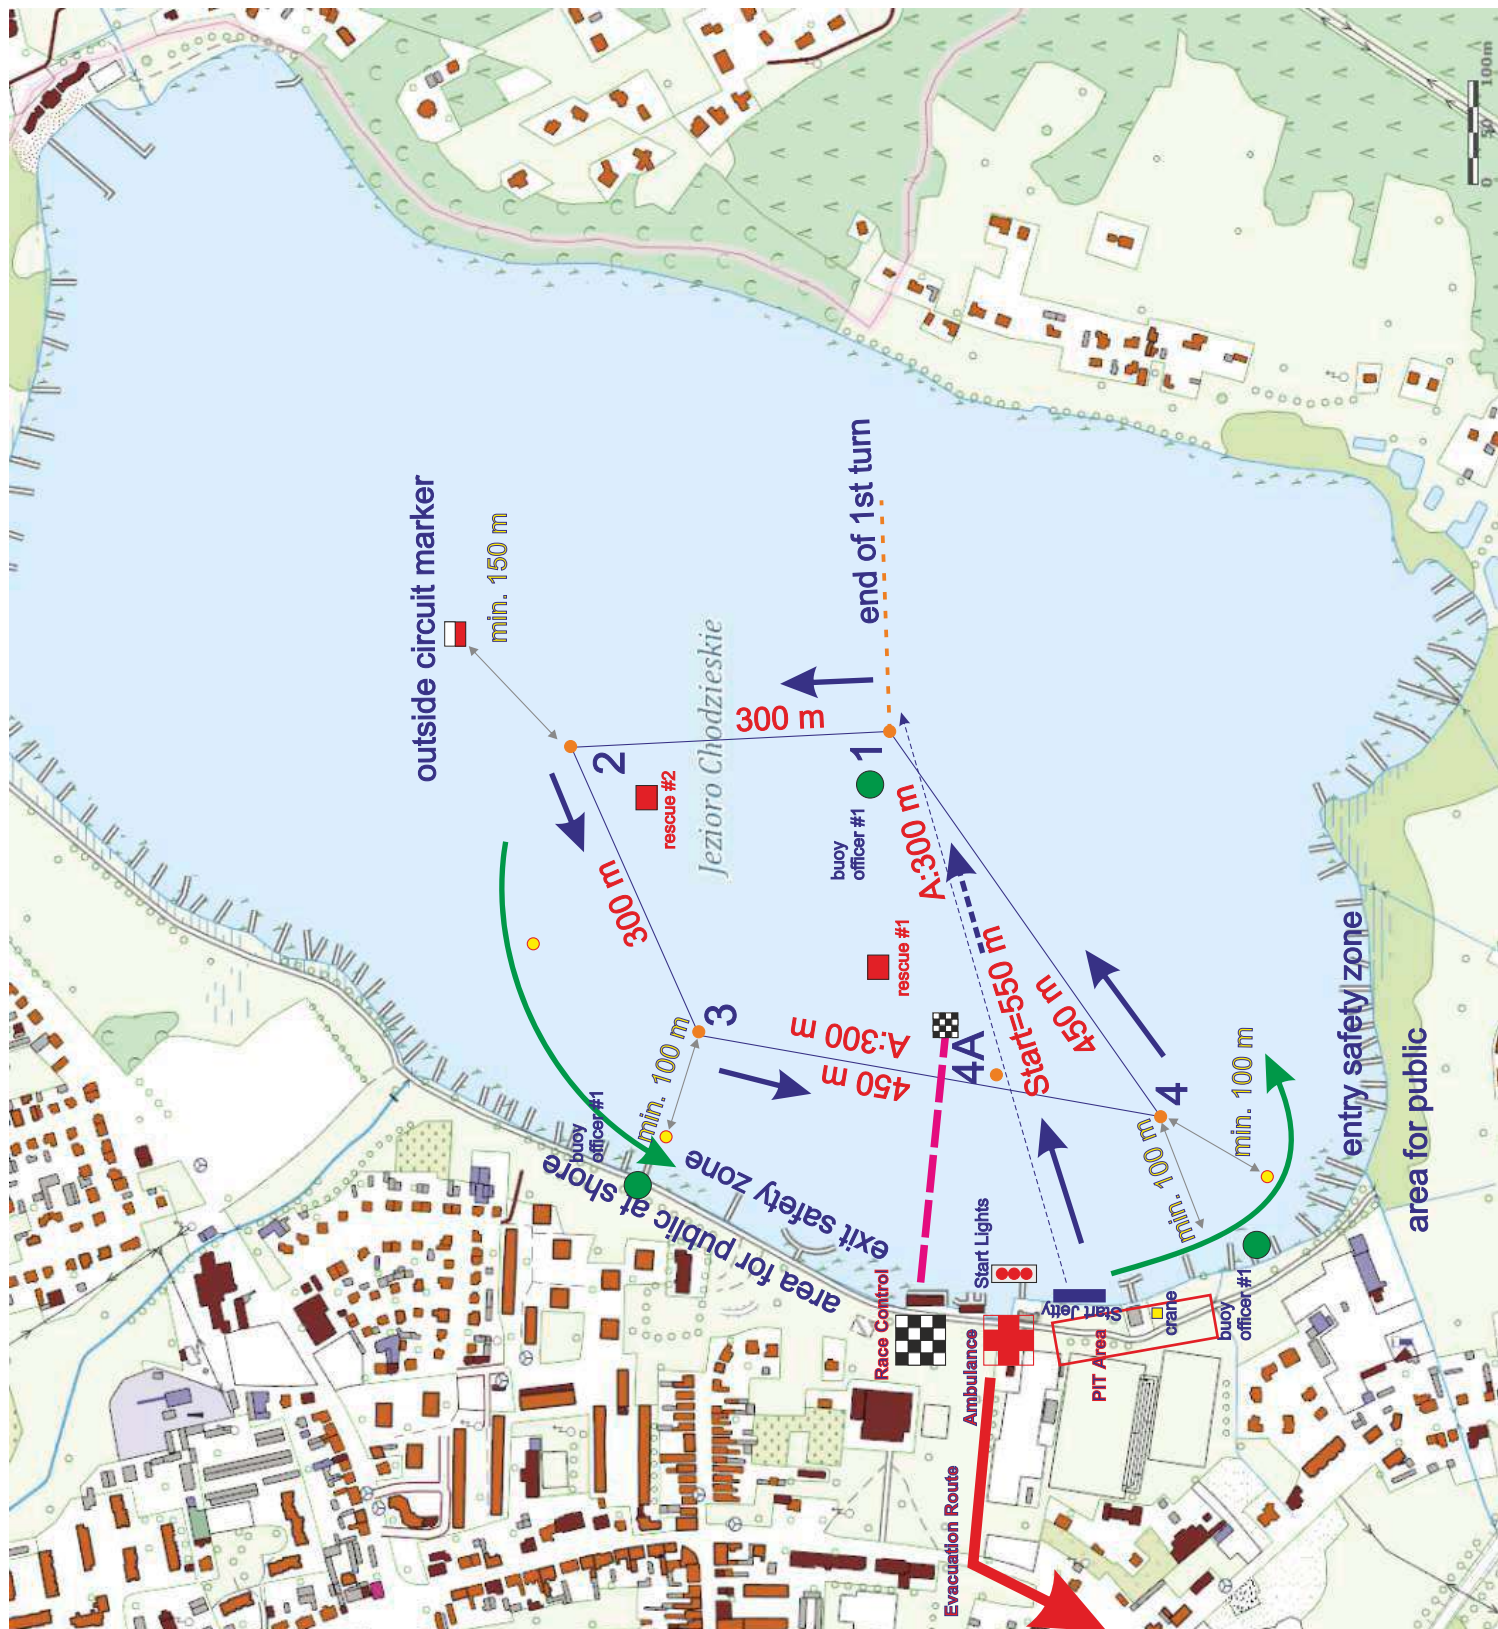 outside circuit marker
min. 150 m
end of 1st turn
Jezioro Chodzieskie
300 m
2
1
rescue #2
buoy
officer #1
A:300 m
300 m
rescue #1
3
A:300 m
450 m
4A
Start=550 m
450 m
4
min. 100 m
buoy
officer #1
area for public at shore
exit safety zone
min. 100 m
min. 100 m
entry safety zone
area for public
Start Lights
Race Control
Start Jetty
crane
buoy
officer #1
Ambulance
PIT Area
Evacuation Route
0 50 100m